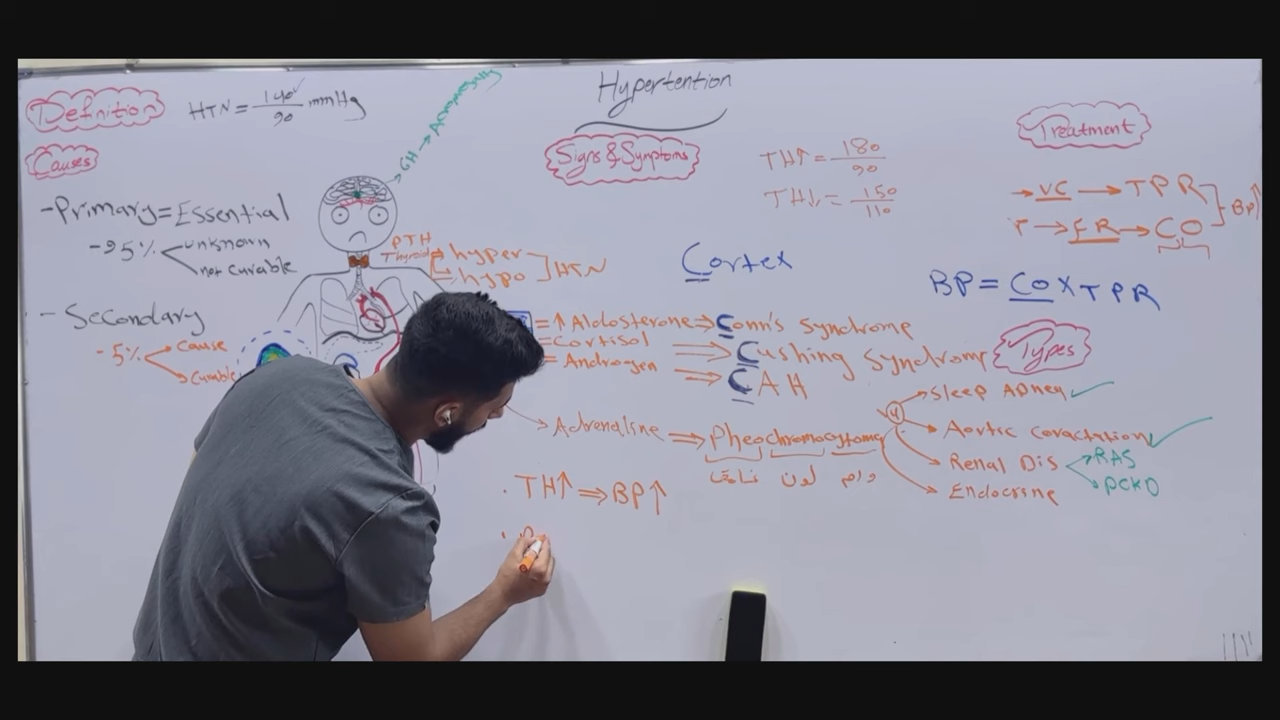 Hypertention
Definition
HTN = 140/90 mmHg
Causes
- Primary = Essential
- 95% unknown
not curable
- Secondary
- 5% Cause
Curable
GH → Acromegally
PTH
Thyroid hyper
hypo HTN
Signs & Symptoms
TH↑ = 180/90
TH↓ = 150/110
Cortex
= ↑ Aldosterone ⇒ Conn's Syndrome
= Cortisol ⇒ Cushing Syndrome
= Androgen ⇒ CAH
→ Adrenaline ⇒ Pheochromocytoma
لون
ورم
4
Sleep Apnea ✓
Aortic Coractation ✓
Renal Dis
RAS
PCKD
Endocrine
. TH↑ ⇒ BP↑
Treatment
→ VC → TPR
→ FR → CO
BP↑
BP = CO X TPR
Types